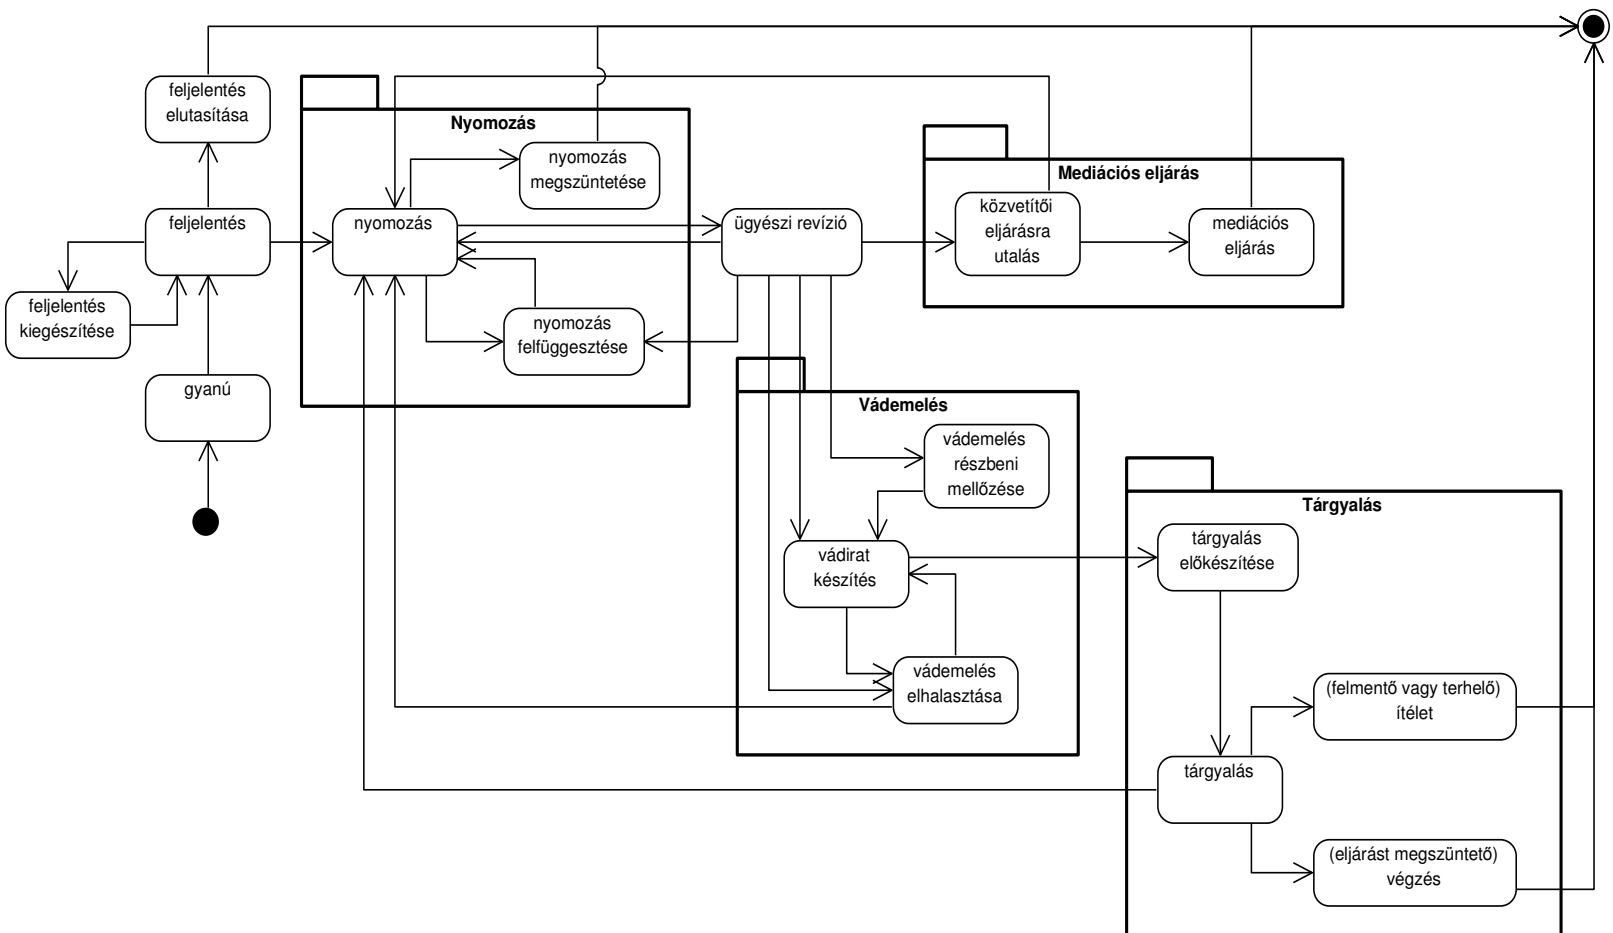 feljelentés
elutasítása
Nyomozás
nyomozás
megszüntetése
Mediációs eljárás
feljelentés
nyomozás
ügyészi revízió
közvetítői
eljárásra
utalás
mediációs
eljárás
feljelentés
kiegészítése
nyomozás
felfüggesztése
gyanú
Vádemelés
vádemelés
részbeni
mellőzése
Tárgyalás
vádirat
készítés
tárgyalás
előkészítése
vádemelés
elhalasztása
(felmentő vagy terhelő)
ítélet
tárgyalás
(eljárást megszüntető)
végzés